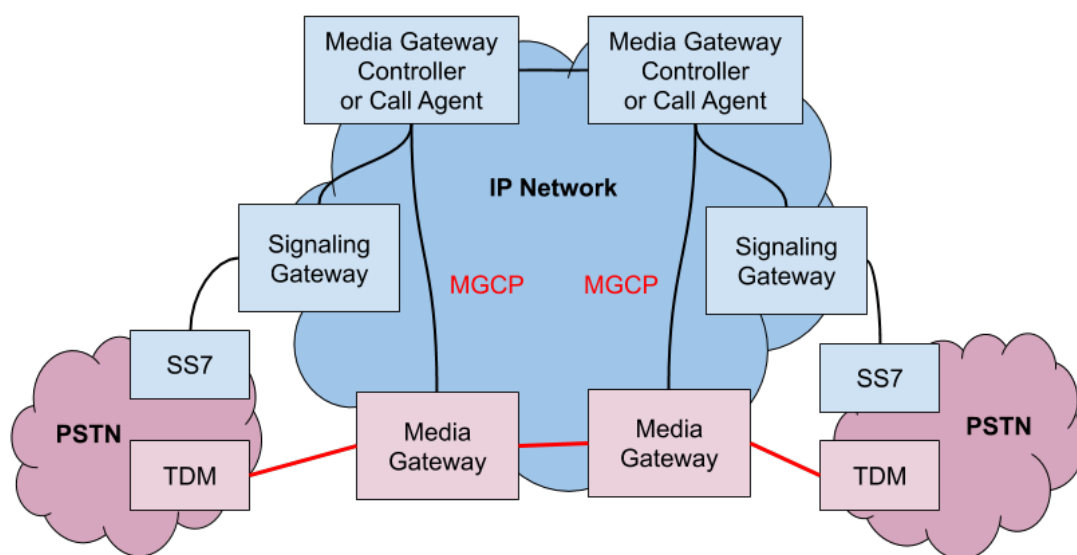 Media Gateway
Controller
or Call Agent
Media Gateway
Controller
or Call Agent
IP Network
Signaling
Gateway
Signaling
Gateway
MGCP
MGCP
SS7
SS7
PSTN
PSTN
Media
Gateway
Media
Gateway
TDM
TDM